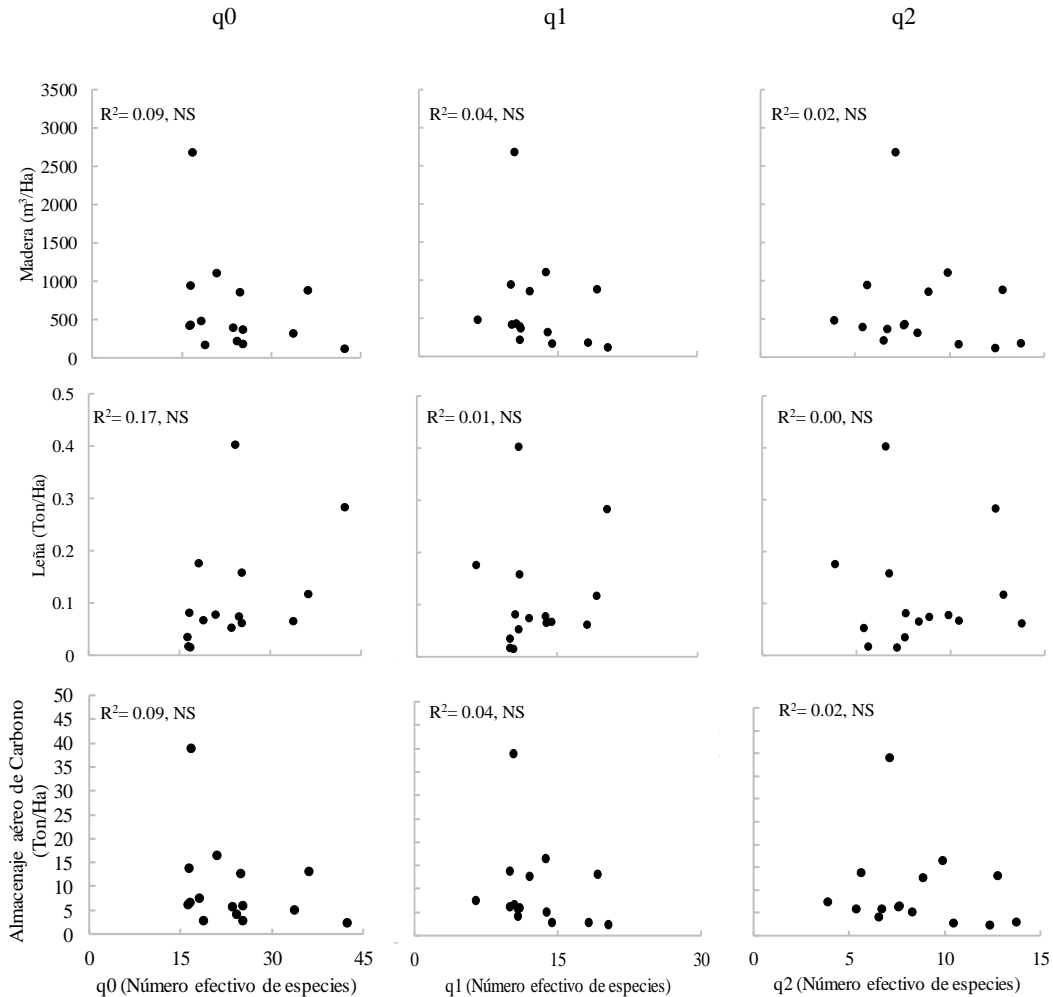 q0
q1
q2
3500
3000
2500
2000
1500
1000
500
0
Madera (m³/Ha)
R²= 0.09, NS
R²= 0.04, NS
R²= 0.02, NS
0.5
0.4
0.3
0.2
0.1
0
Leña (Ton/Ha)
R²= 0.17, NS
R²= 0.01, NS
R²= 0.00, NS
50
45
40
35
30
25
20
15
10
5
0
Almacenaje aéreo de Carbono
(Ton/Ha)
R²= 0.09, NS
R²= 0.04, NS
R²= 0.02, NS
0 15 30 45
0 15 30
0 5 10 15
q0 (Número efectivo de especies)
q1 (Número efectivo de especies)
q2 (Número efectivo de especies)